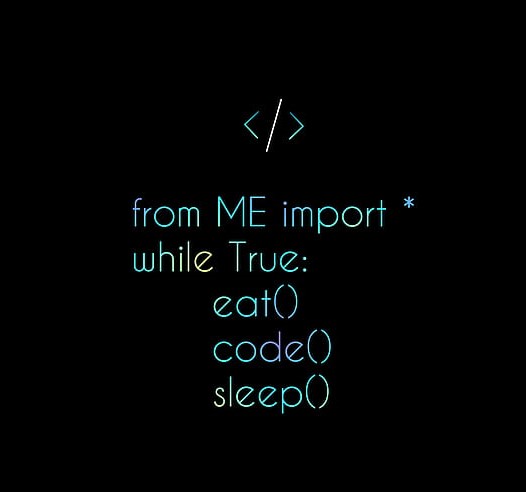 </>
from ME import *
while True:
    eat()
    code()
    sleep()